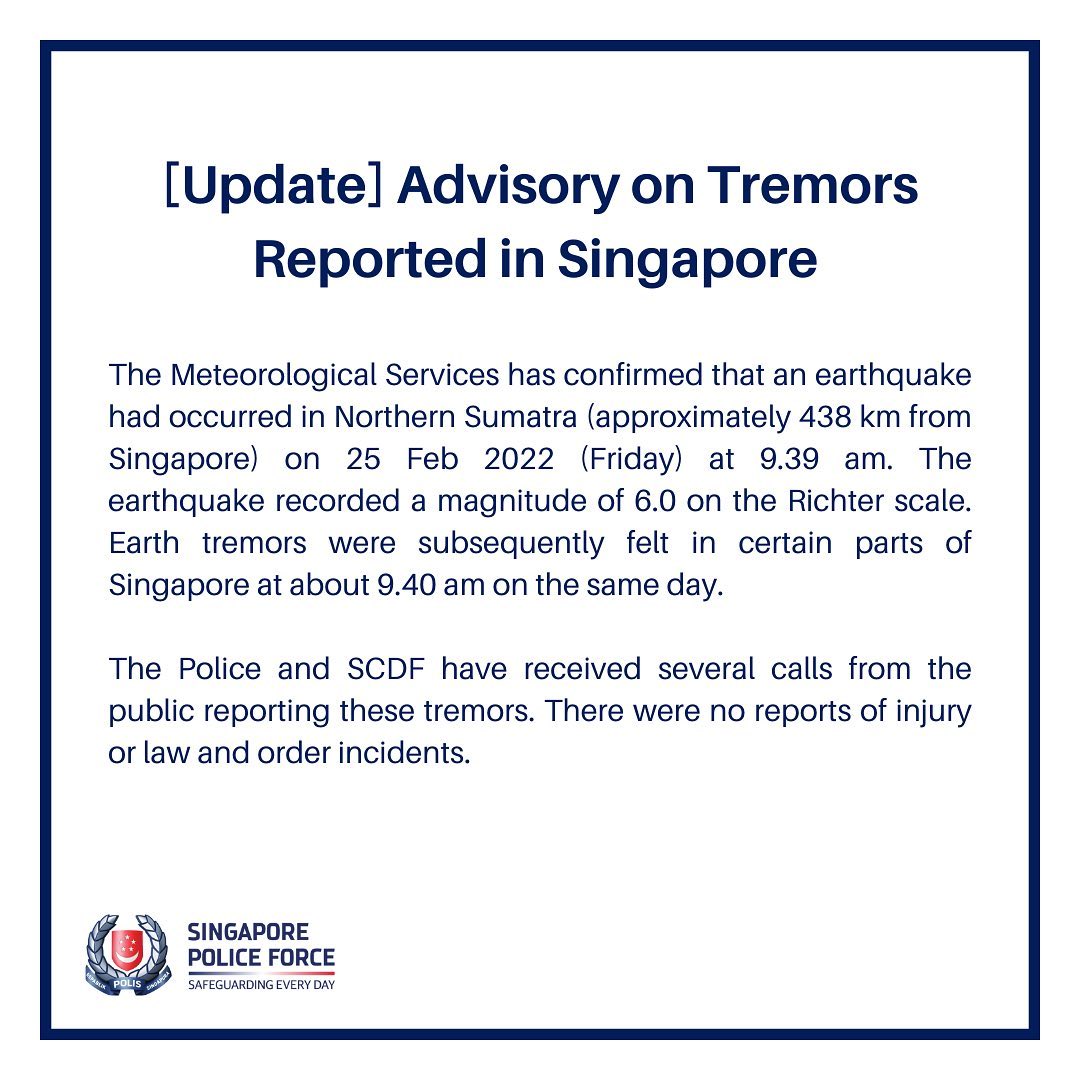 [Update] Advisory on Tremors
Reported in Singapore
The Meteorological Services has confirmed that an earthquake
had occurred in Northern Sumatra (approximately 438 km from
Singapore) on 25 Feb 2022 (Friday) at 9.39 am. The
earthquake recorded a magnitude of 6.0 on the Richter scale.
Earth tremors were subsequently felt in certain parts of
Singapore at about 9.40 am on the same day.
The Police and SCDF have received several calls from the
public reporting these tremors. There were no reports of injury
or law and order incidents.
REPUBLIK POLIS SINGAPURA
SINGAPORE
POLICE FORCE
SAFEGUARDING EVERY DAY